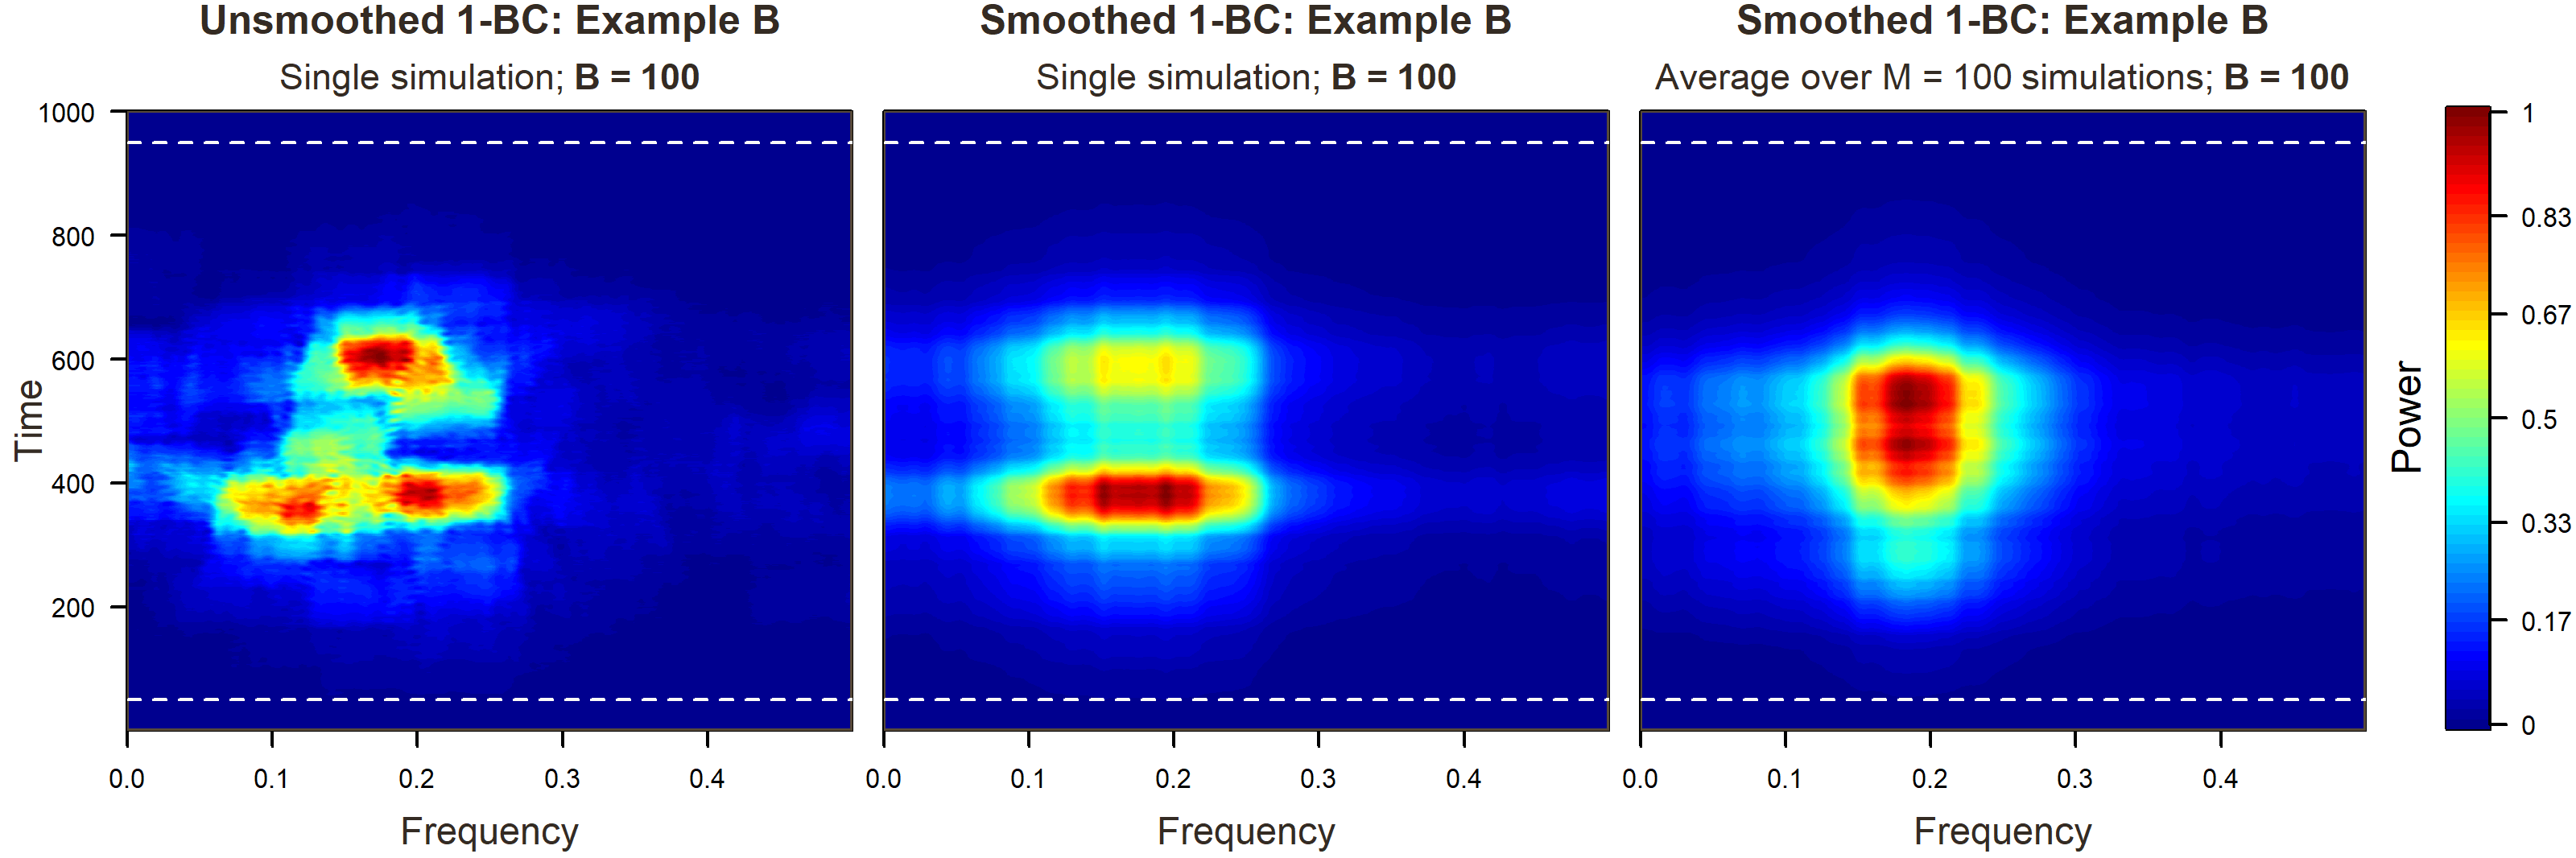 Unsmoothed 1-BC: Example B
Single simulation; B = 100
Smoothed 1-BC: Example B
Single simulation; B = 100
Smoothed 1-BC: Example B
Average over M = 100 simulations; B = 100
Time
1000
800
600
400
200
0.0 0.1 0.2 0.3 0.4
Frequency
0.0 0.1 0.2 0.3 0.4
Frequency
0.0 0.1 0.2 0.3 0.4
Frequency
Power
1
0.83
0.67
0.5
0.33
0.17
0